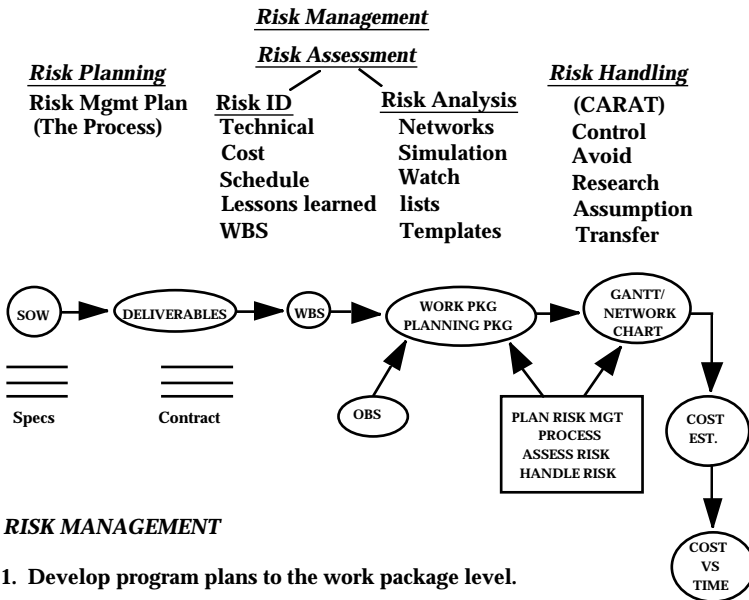 Risk Management
Risk Assessment
Risk Planning
Risk Mgmt Plan
(The Process)
Risk ID
Technical
Cost
Schedule
Lessons learned
WBS
Risk Analysis
Networks
Simulation
Watch
lists
Templates
Risk Handling
(CARAT)
Control
Avoid
Research
Assumption
Transfer
SOW
DELIVERABLES
WBS
WORK PKG
PLANNING PKG
GANTT/
NETWORK
CHART
Specs
Contract
OBS
PLAN RISK MGT
PROCESS
ASSESS RISK
HANDLE RISK
COST
EST.
COST
VS
TIME
RISK MANAGEMENT
1. Develop program plans to the work package level.